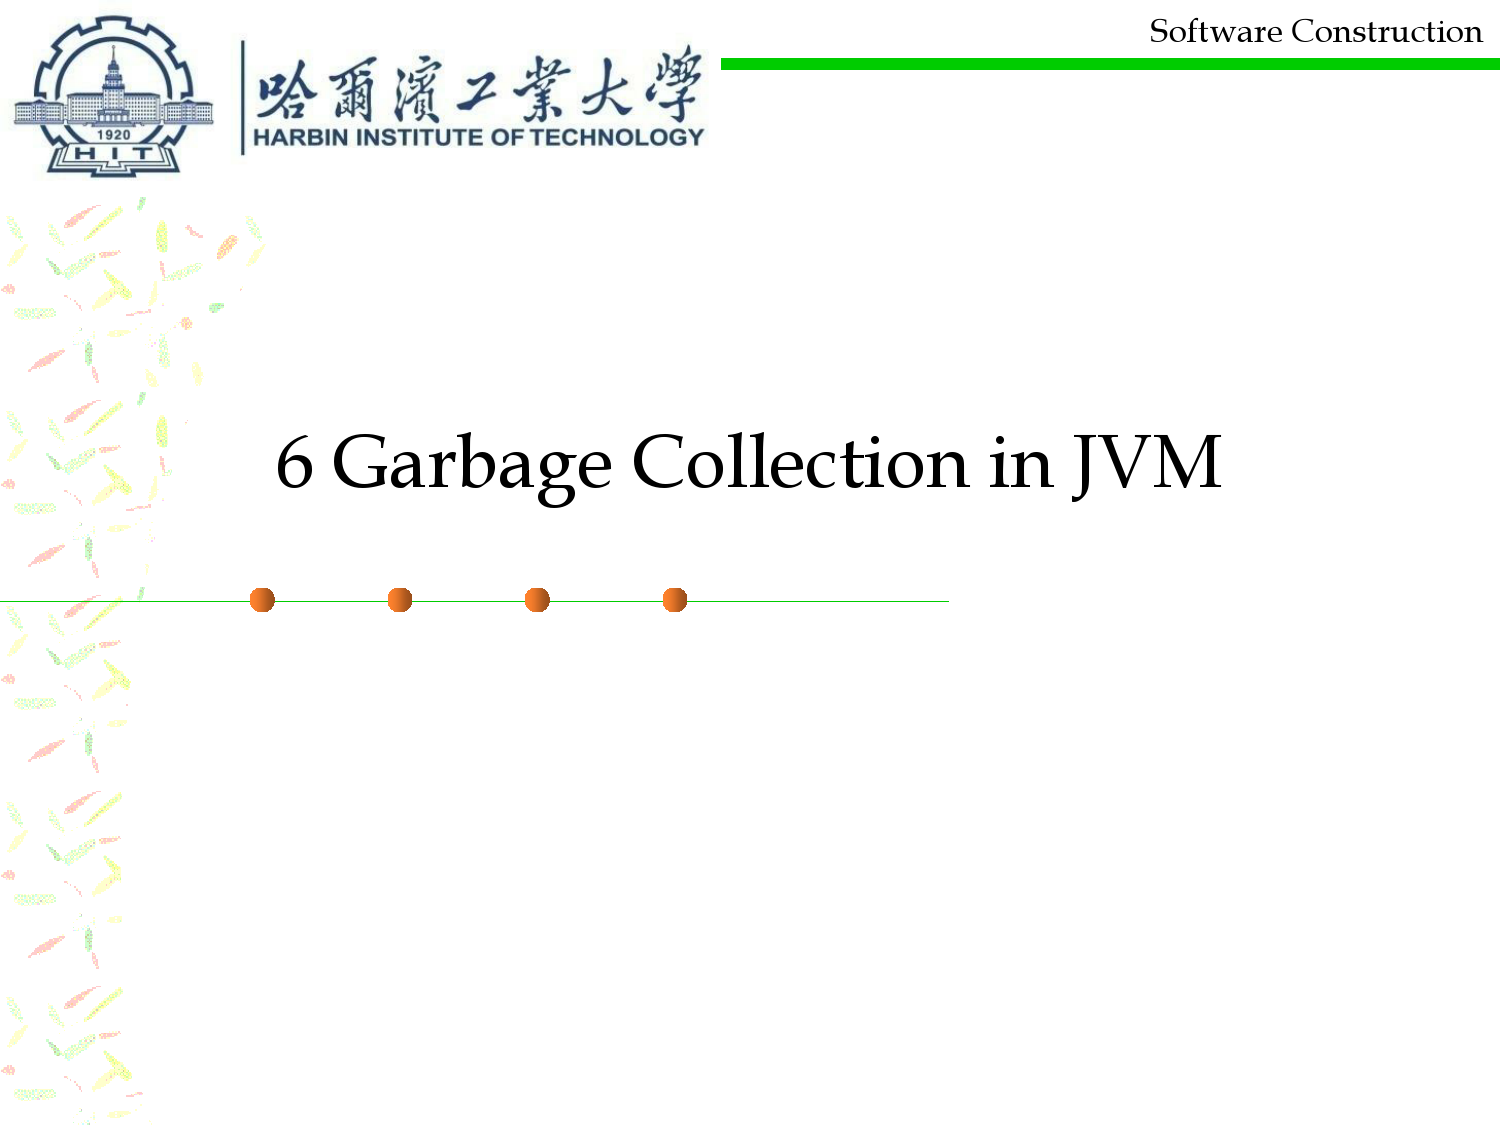 Software Construction
哈爾濱工業大學
HARBIN INSTITUTE OF TECHNOLOGY
1920
HIT
6 Garbage Collection in JVM